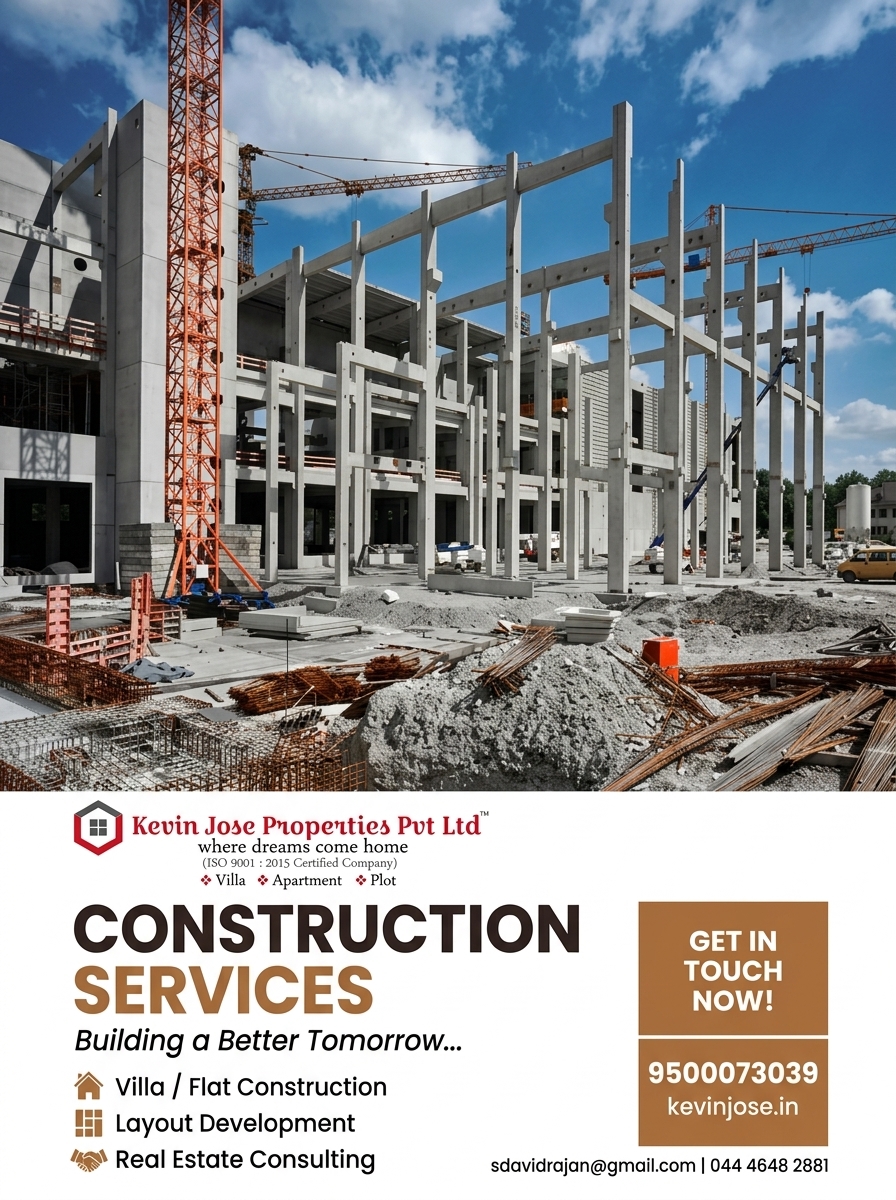 Kevin Jose Properties Pvt Ltd™
where dreams come home
(ISO 9001 : 2015 Certified Company)
❖ Villa ❖ Apartment ❖ Plot
CONSTRUCTION
SERVICES
Building a Better Tomorrow...
Villa / Flat Construction
Layout Development
Real Estate Consulting
GET IN
TOUCH
NOW!
9500073039
kevinjose.in
sdavidrajan@gmail.com | 044 4648 2881